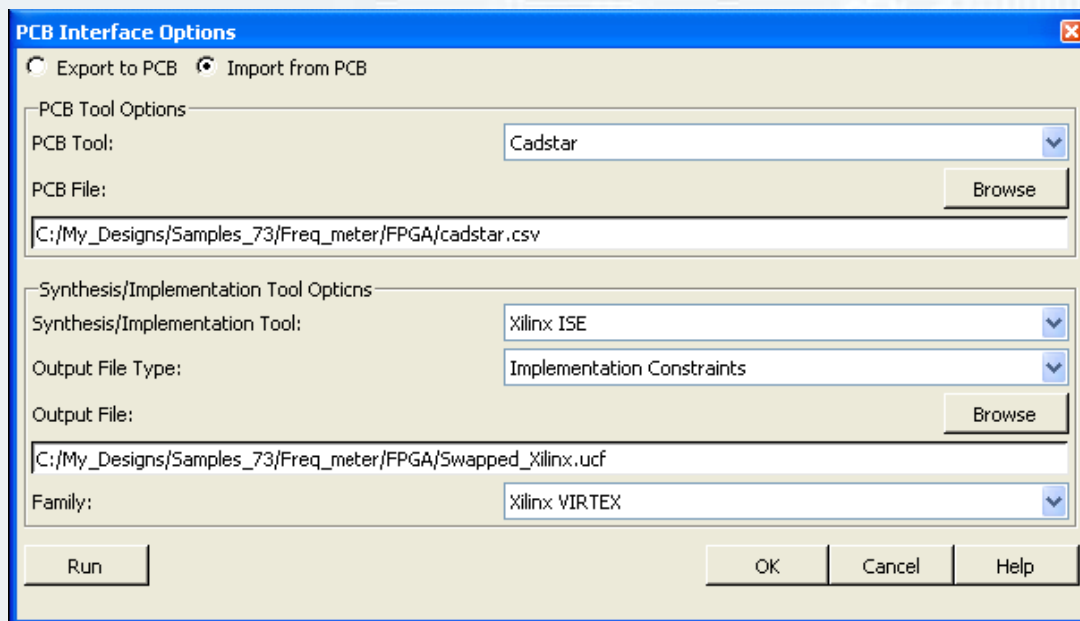 PCB Interface Options
Export to PCB Import from PCB
PCB Tool Options
PCB Tool: Cadstar
PCB File: Browse
C:/My_Designs/Samples_73/Freq_meter/FPGA/cadstar.csv
Synthesis/Implementation Tool Opticns
Synthesis/Implementation Tool: Xilinx ISE
Output File Type: Implementation Constraints
Output File: Browse
C:/My_Designs/Samples_73/Freq_meter/FPGA/Swapped_Xilinx.ucf
Family: Xilinx VIRTEX
Run OK Cancel Help